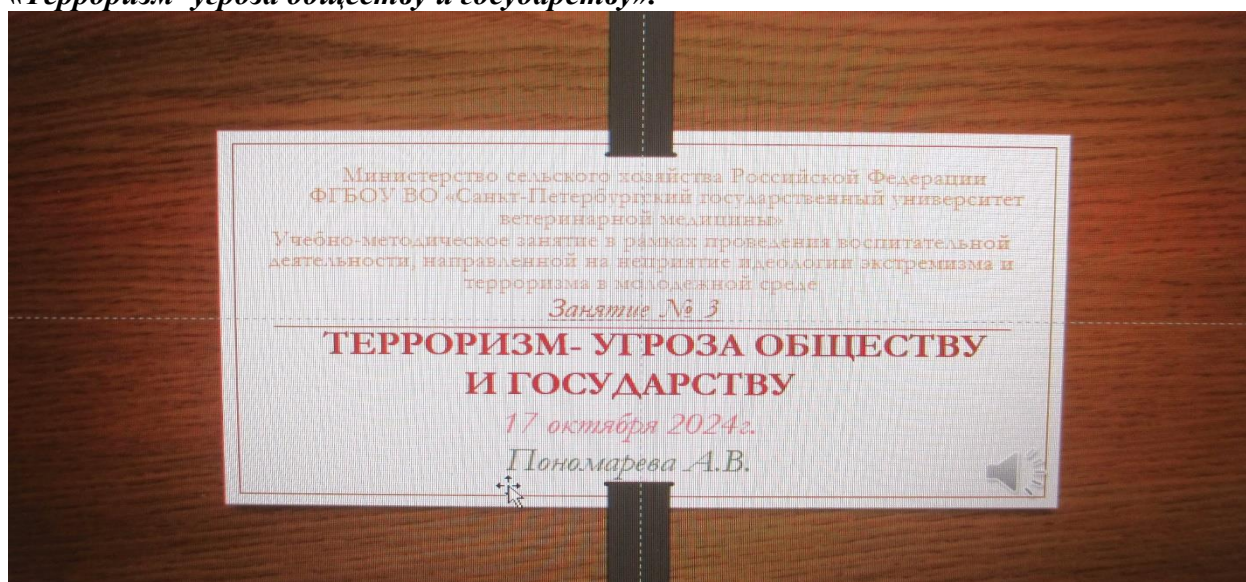 «Терроризм- угроза обществу и государству».
Министерство сельского хозяйства Российской Федерации
ФГБОУ ВО «Санкт-Петербургский государственный университет
ветеринарной медицины»
Учебно-методическое занятие в рамках проведения воспитательной
деятельности, направленной на неприятие идеологии экстремизма и
терроризма в молодежной среде
Занятие № 3
ТЕРРОРИЗМ- УГРОЗА ОБЩЕСТВУ
И ГОСУДАРСТВУ
17 октября 2024г.
Пономарева А.В.